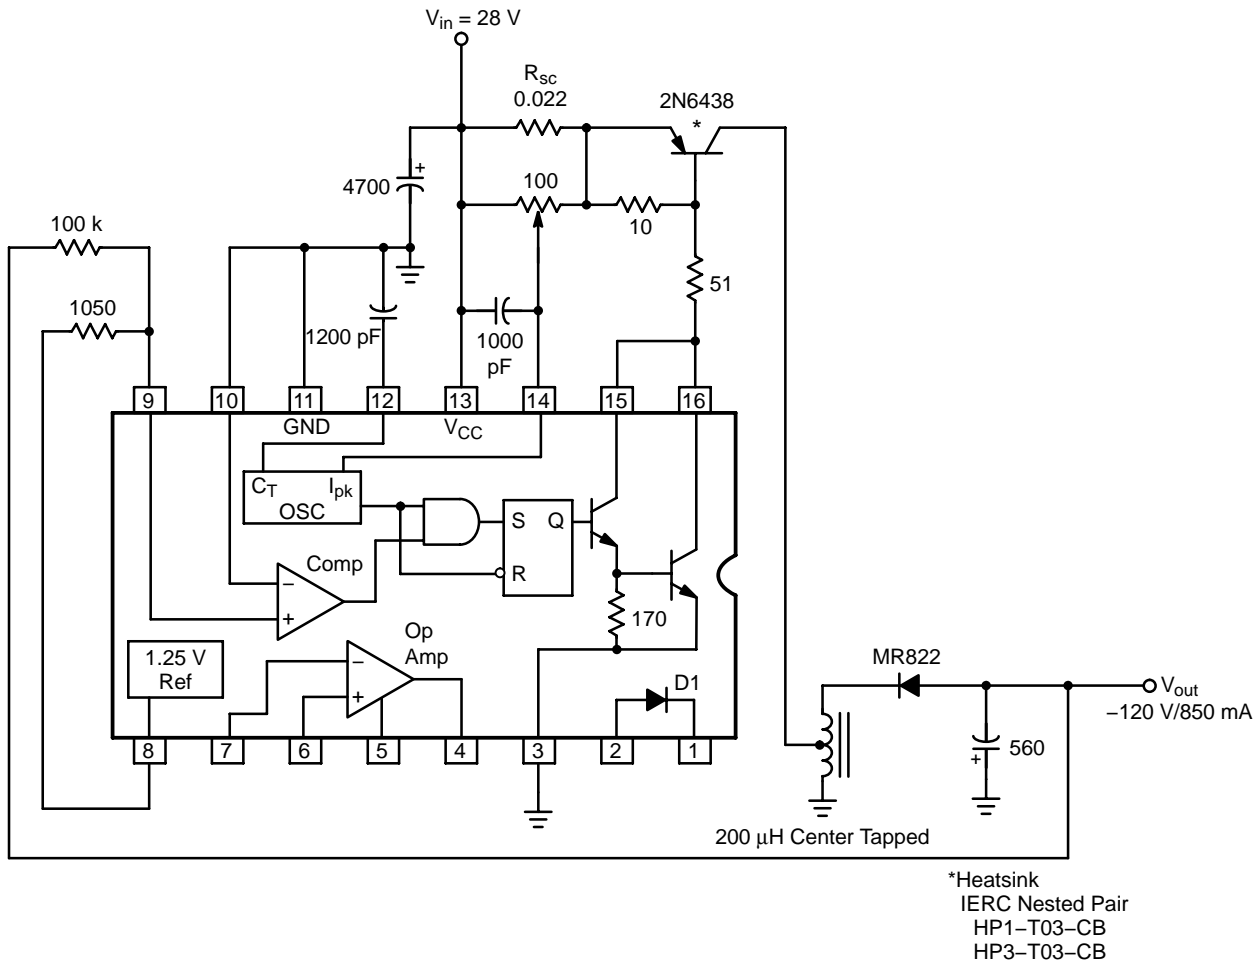 Vin = 28 V
Rsc
0.022
2N6438
*
4700
+
100
10
100 k
1050
1200 pF
1000
pF
51
9
10
11
12
13
14
15
16
GND
VCC
CT
Ipk
OSC
S
Q
R
Comp
−
+
170
1.25 V
Ref
Op
Amp
−
+
D1
8
7
6
5
4
3
2
1
MR822
Vout
−120 V/850 mA
560
+
200 μH Center Tapped
*Heatsink
IERC Nested Pair
HP1−T03−CB
HP3−T03−CB